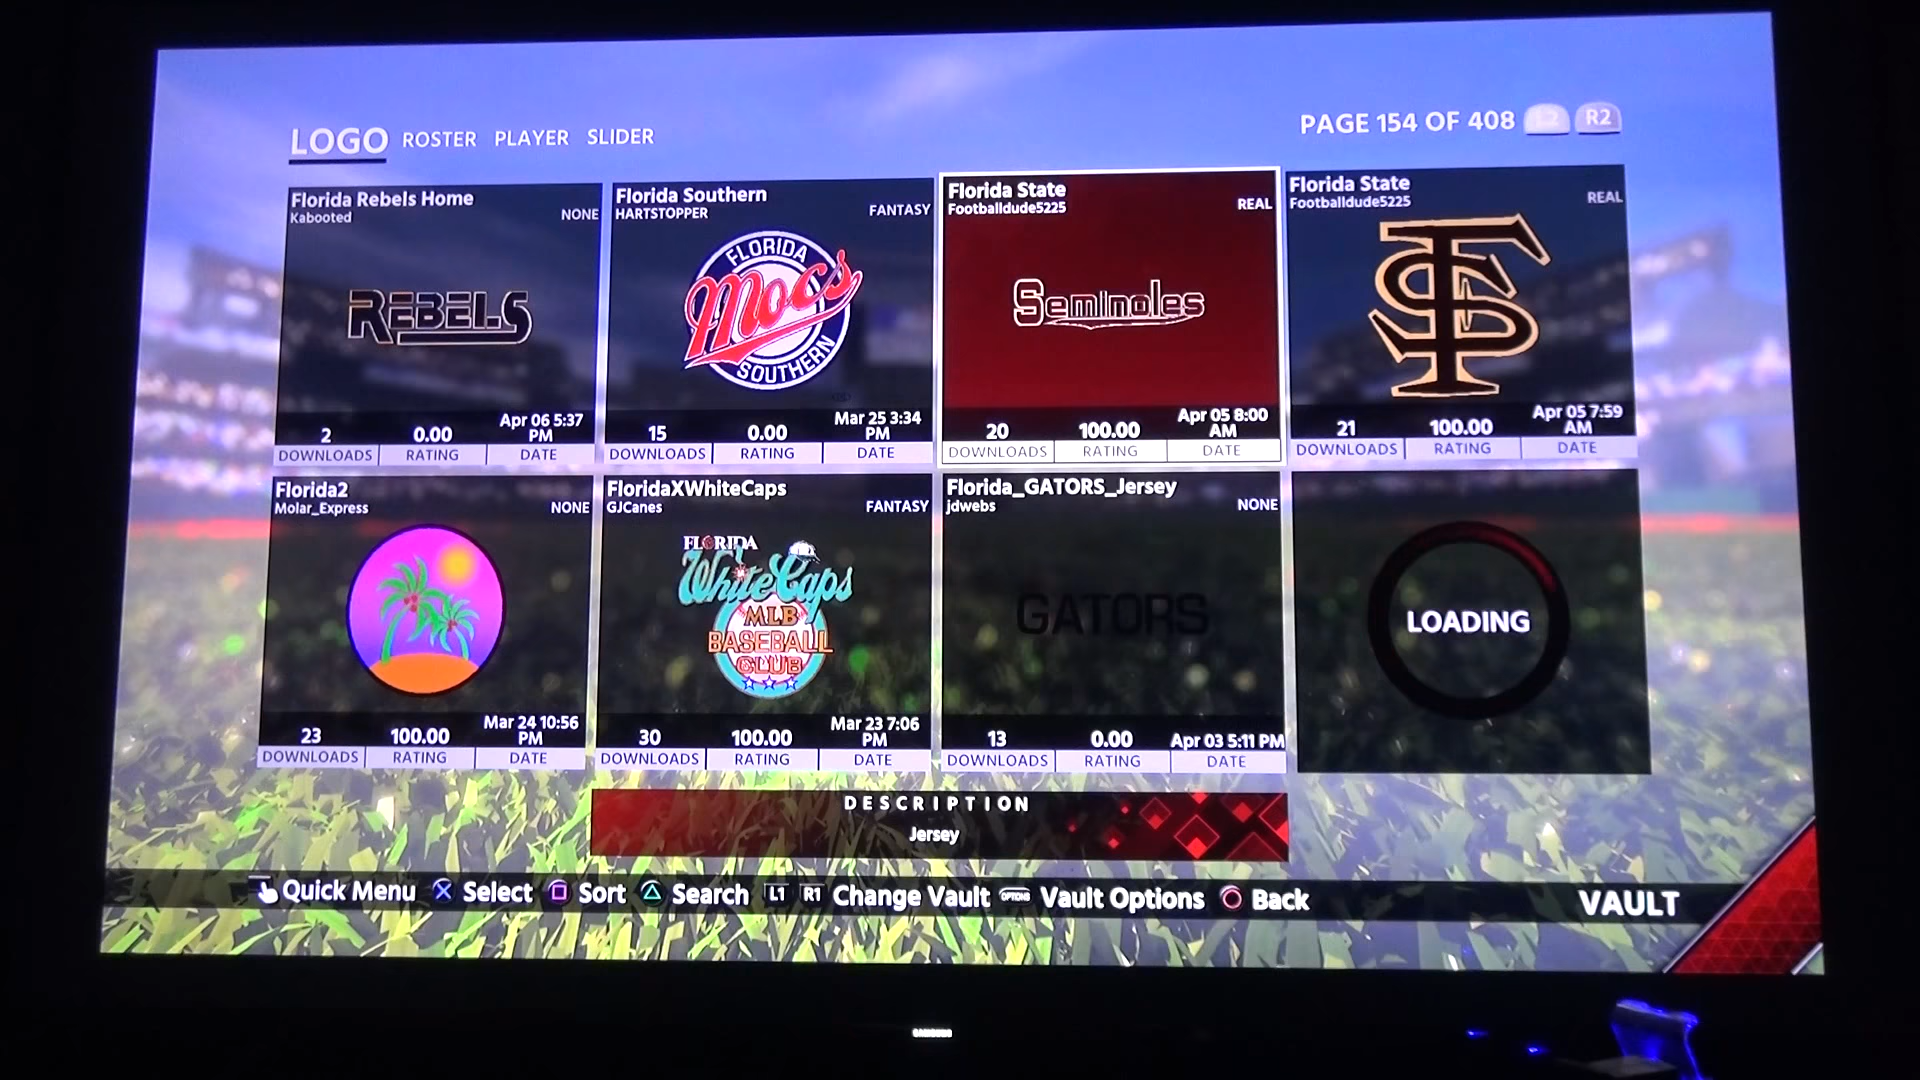 LOGO ROSTER PLAYER SLIDER
PAGE 154 OF 408 L2 R2
Florida Rebels Home
Kabooted
NONE
REBELS
2
0.00
Apr 06 5:37
PM
DOWNLOADS
RATING
DATE
Florida Southern
HARTSTOPPER
FANTASY
FLORIDA
Mocs
SOUTHERN
15
0.00
Mar 25 3:34
PM
DOWNLOADS
RATING
DATE
Florida State
Footballdude5225
REAL
Seminoles
20
100.00
Apr 05 8:00
AM
DOWNLOADS
RATING
DATE
Florida State
Footballdude5225
REAL
FS
21
100.00
Apr 05 7:59
AM
DOWNLOADS
RATING
DATE
Florida2
Molar_Express
NONE
23
100.00
Mar 24 10:56
PM
DOWNLOADS
RATING
DATE
FloridaXWhiteCaps
GJCanes
FANTASY
FLORIDA
WhiteCaps
MLB
BASEBALL
CLUB
30
100.00
Mar 23 7:06
PM
DOWNLOADS
RATING
DATE
Florida_GATORS_Jersey
jdwebs
NONE
GATORS
13
0.00
Apr 03 5:11 PM
DOWNLOADS
RATING
DATE
LOADING
DESCRIPTION
Jersey
Quick Menu Select Sort Search L1 R1 Change Vault OPTIONS Vault Options Back
VAULT
SAMSUNG